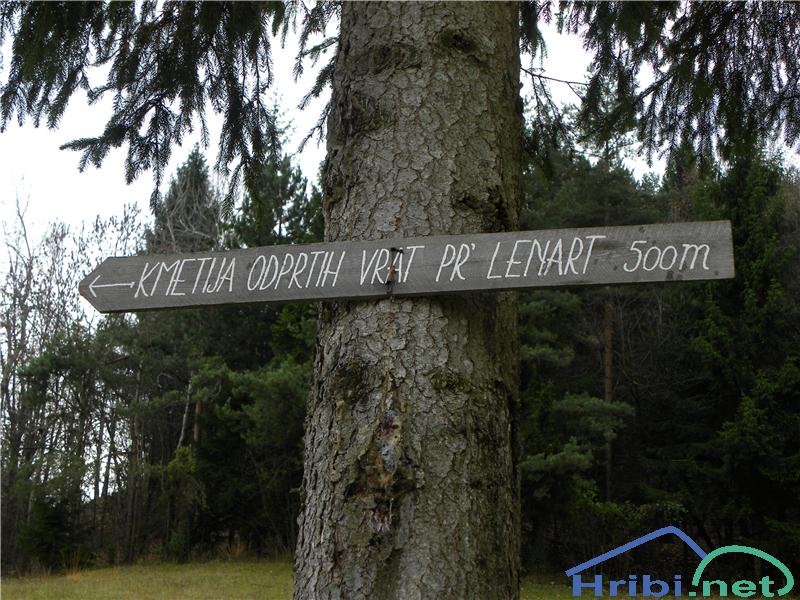 ← KMETIJA ODPRTIH VRAT PR' LENART 500m
Hribi.net